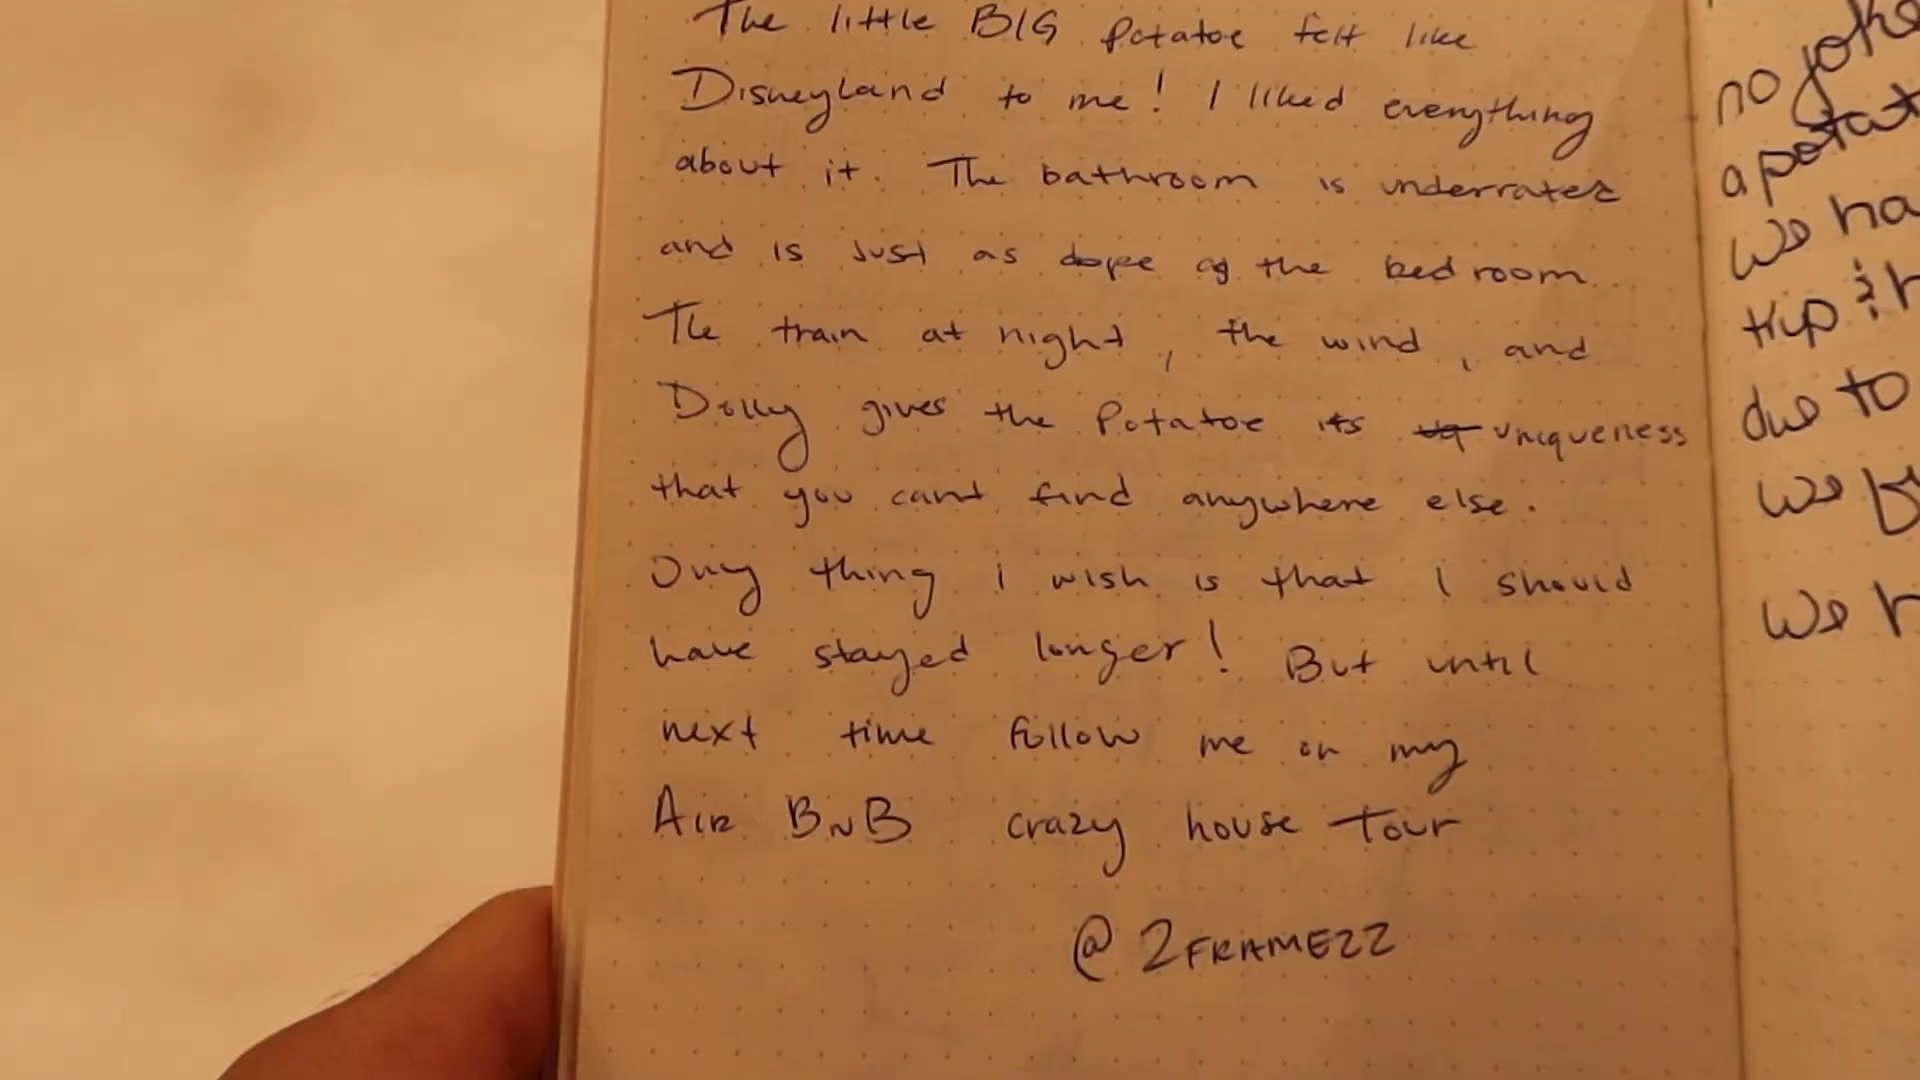 The little BIG Potatoe felt like
Disneyland to me! I liked everything
about it. The bathroom is underrated
and is just as dope as the bedroom
The train at night, the wind, and
Dolly gives the Potatoe its uniqueness
that you cant find anywhere else.
Ony thing i wish is that I should
have stayed longer! But until
next time follow me on my
AIR BNB crazy house tour
@2FRAMEZZ
no joke
a potat
We ha
trip & h
due to
we
we h